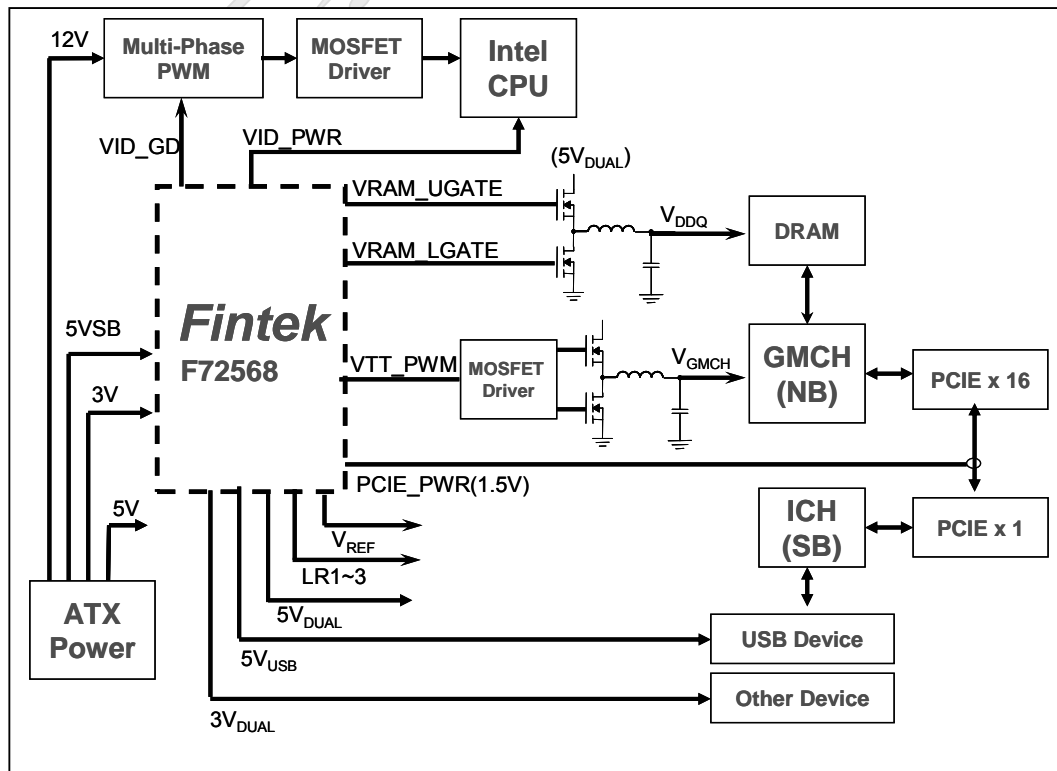 12V
Multi-Phase
PWM
MOSFET
Driver
Intel
CPU
VID_GD
VID_PWR
(5VDUAL)
VRAM_UGATE
VDDQ
DRAM
VRAM_LGATE
Fintek
F72568
5VSB
3V
5V
VTT_PWM
MOSFET
Driver
VGMCH
GMCH
(NB)
PCIE x 16
PCIE_PWR(1.5V)
ICH
(SB)
PCIE x 1
VREF
LR1~3
5VDUAL
5VUSB
3VDUAL
ATX
Power
USB Device
Other Device